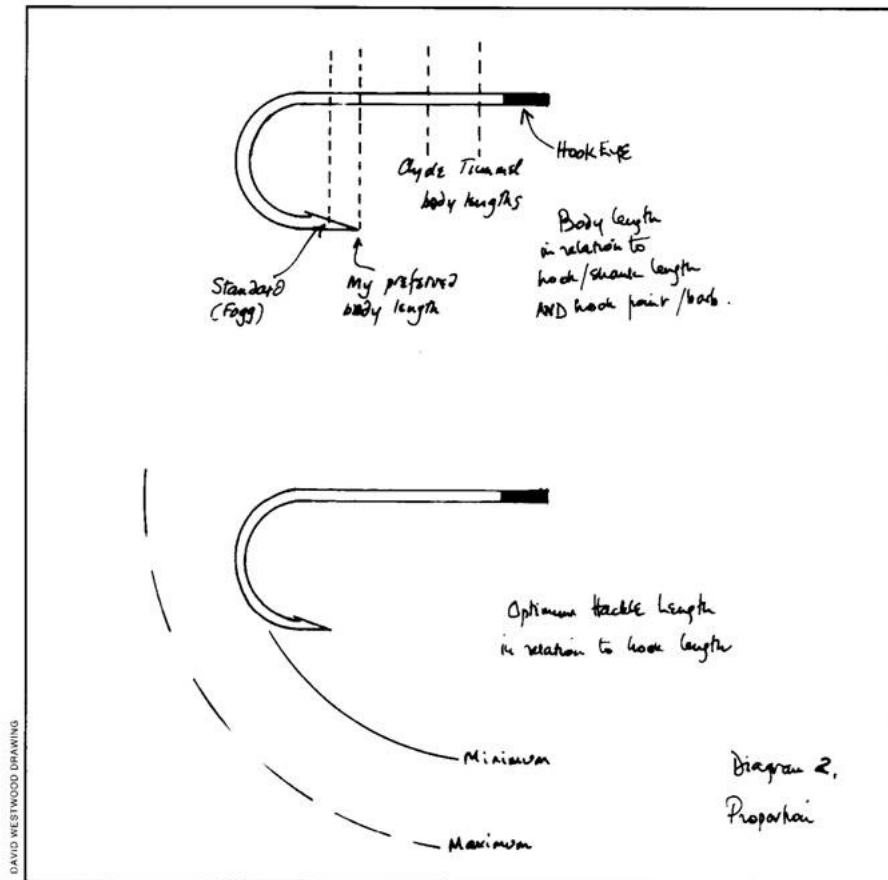 Hook Eye
Clyde Tummel
body lengths
Body length
in relation to
hook/shank length
AND hook point/barb.
Standard
(Fogg)
My preferred
body length
Optimum Hackle Length
in relation to hook length
Minimum
Maximum
Diagram 2,
Proportion
DAVID WESTWOOD DRAWING